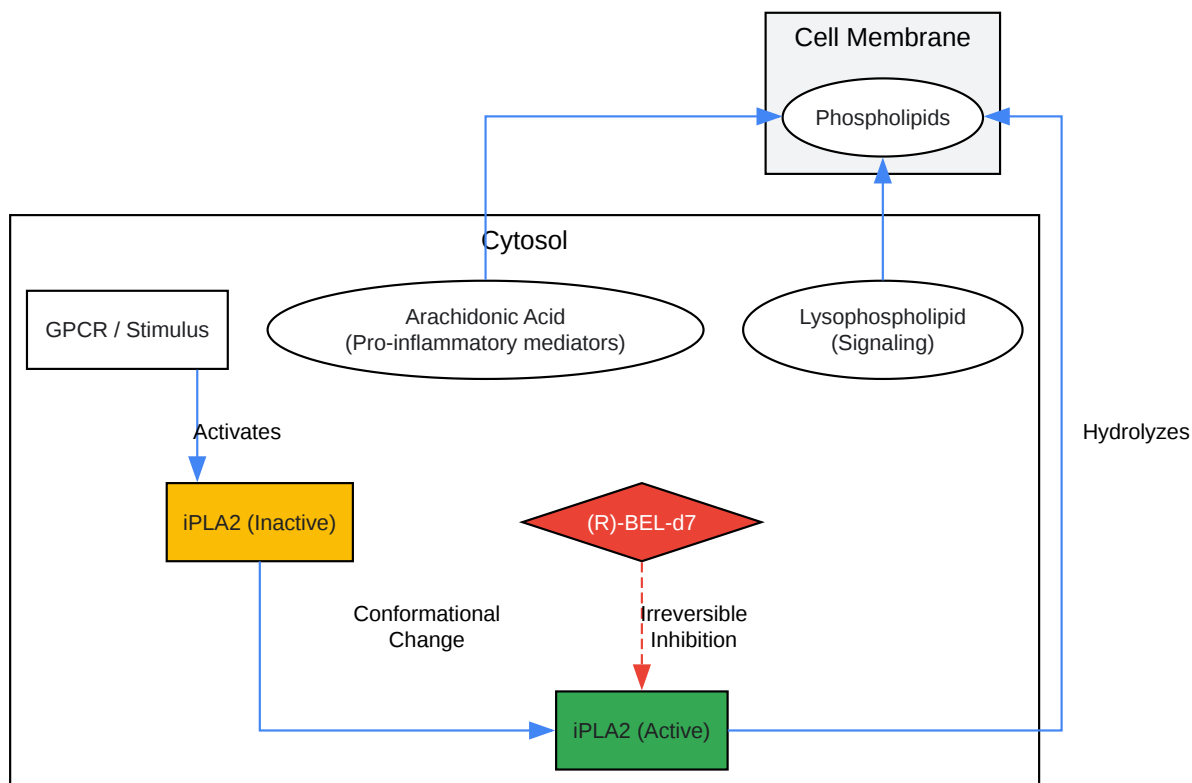 Cell Membrane
Phospholipids
Cytosol
GPCR / Stimulus
Arachidonic Acid
(Pro-inflammatory mediators)
Lysophospholipid
(Signaling)
Activates
Hydrolyzes
iPLA2 (Inactive)
(R)-BEL-d7
Conformational
Change
Irreversible
Inhibition
iPLA2 (Active)